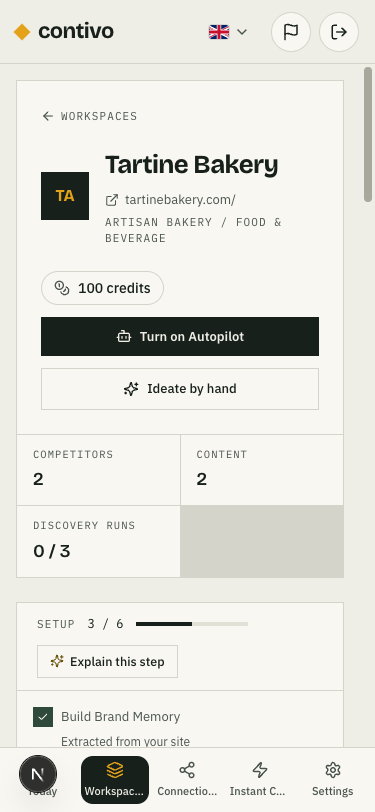 contivo
WORKSPACES
TA
Tartine Bakery
tartinebakery.com/
ARTISAN BAKERY / FOOD &
BEVERAGE
100 credits
Turn on Autopilot
Ideate by hand
COMPETITORS
2
CONTENT
2
DISCOVERY RUNS
0 / 3
SETUP 3 / 6
Explain this step
Build Brand Memory
Extracted from your site
N
Workspac...
Connectio...
Instant C...
Settings